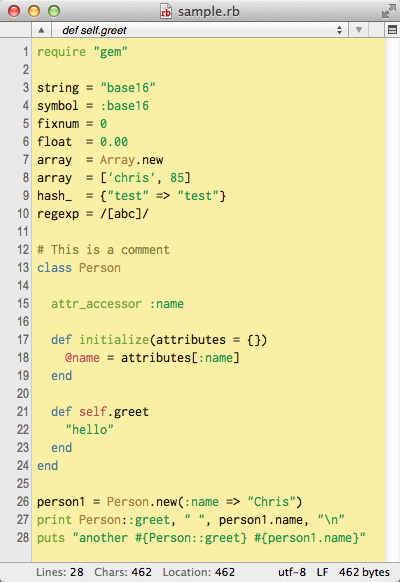 sample.rb
def self.greet
1 require "gem"
2
3 string = "base16"
4 symbol = :base16
5 fixnum = 0
6 float  = 0.00
7 array  = Array.new
8 array  = ['chris', 85]
9 hash_  = {"test" => "test"}
10 regexp = /[abc]/
11
12 # This is a comment
13 class Person
14
15   attr_accessor :name
16
17   def initialize(attributes = {})
18     @name = attributes[:name]
19   end
20
21   def self.greet
22     "hello"
23   end
24 end
25
26 person1 = Person.new(:name => "Chris")
27 print Person::greet, " ", person1.name, "\n"
28 puts "another #{Person::greet} #{person1.name}"
Lines: 28 Chars: 462 Location: 462 utf-8 LF 462 bytes